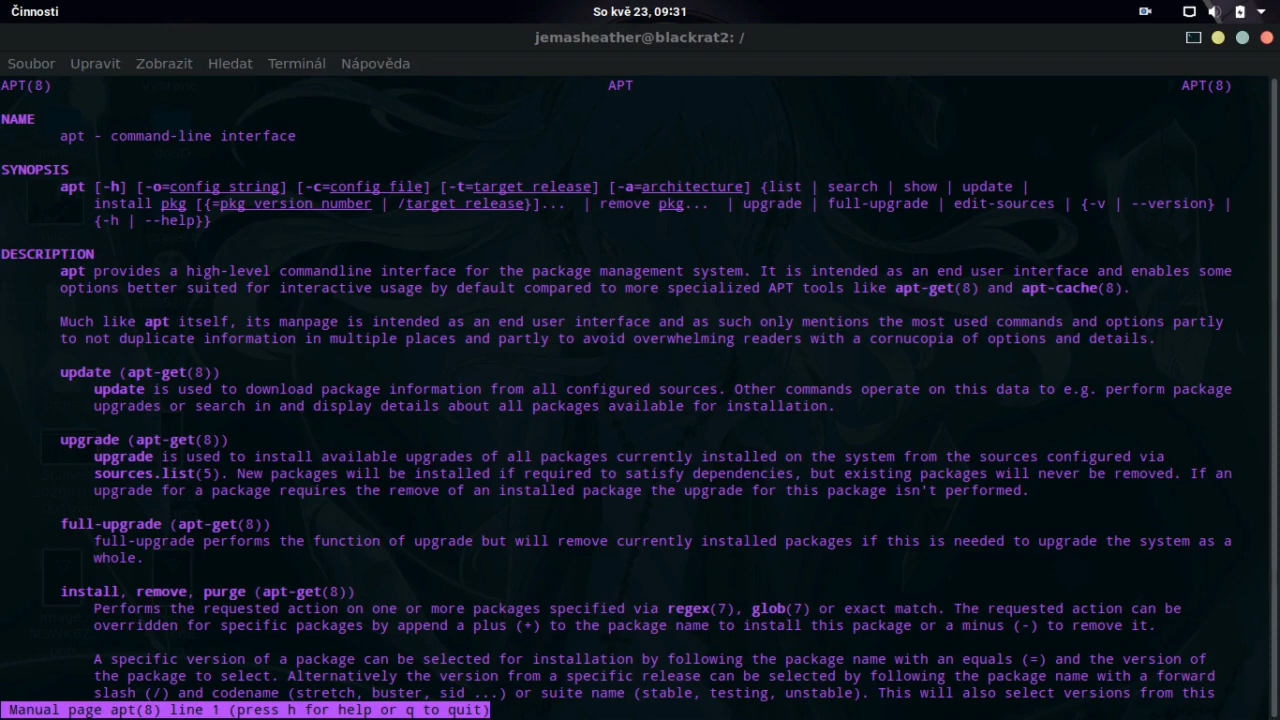 Činnosti
So kvě 23, 09:31
jemasheather@blackrat2: /
Soubor Upravit Zobrazit Hledat Terminál Nápověda
APT(8) APT APT(8)
NAME
apt - command-line interface
SYNOPSIS
apt [-h] [-o=config_string] [-c=config_file] [-t=target_release] [-a=architecture] {list | search | show | update |
install pkg [{=pkg_version_number | /target_release}]... | remove pkg... | upgrade | full-upgrade | edit-sources | {-v | --version} |
{-h | --help}}
DESCRIPTION
apt provides a high-level commandline interface for the package management system. It is intended as an end user interface and enables some
options better suited for interactive usage by default compared to more specialized APT tools like apt-get(8) and apt-cache(8).
Much like apt itself, its manpage is intended as an end user interface and as such only mentions the most used commands and options partly
to not duplicate information in multiple places and partly to avoid overwhelming readers with a cornucopia of options and details.
update (apt-get(8))
update is used to download package information from all configured sources. Other commands operate on this data to e.g. perform package
upgrades or search in and display details about all packages available for installation.
upgrade (apt-get(8))
upgrade is used to install available upgrades of all packages currently installed on the system from the sources configured via
sources.list(5). New packages will be installed if required to satisfy dependencies, but existing packages will never be removed. If an
upgrade for a package requires the remove of an installed package the upgrade for this package isn't performed.
full-upgrade (apt-get(8))
full-upgrade performs the function of upgrade but will remove currently installed packages if this is needed to upgrade the system as a
whole.
install, remove, purge (apt-get(8))
Performs the requested action on one or more packages specified via regex(7), glob(7) or exact match. The requested action can be
overridden for specific packages by append a plus (+) to the package name to install this package or a minus (-) to remove it.
A specific version of a package can be selected for installation by following the package name with an equals (=) and the version of
the package to select. Alternatively the version from a specific release can be selected by following the package name with a forward
slash (/) and codename (stretch, buster, sid ...) or suite name (stable, testing, unstable). This will also select versions from this
Manual page apt(8) line 1 (press h for help or q to quit)